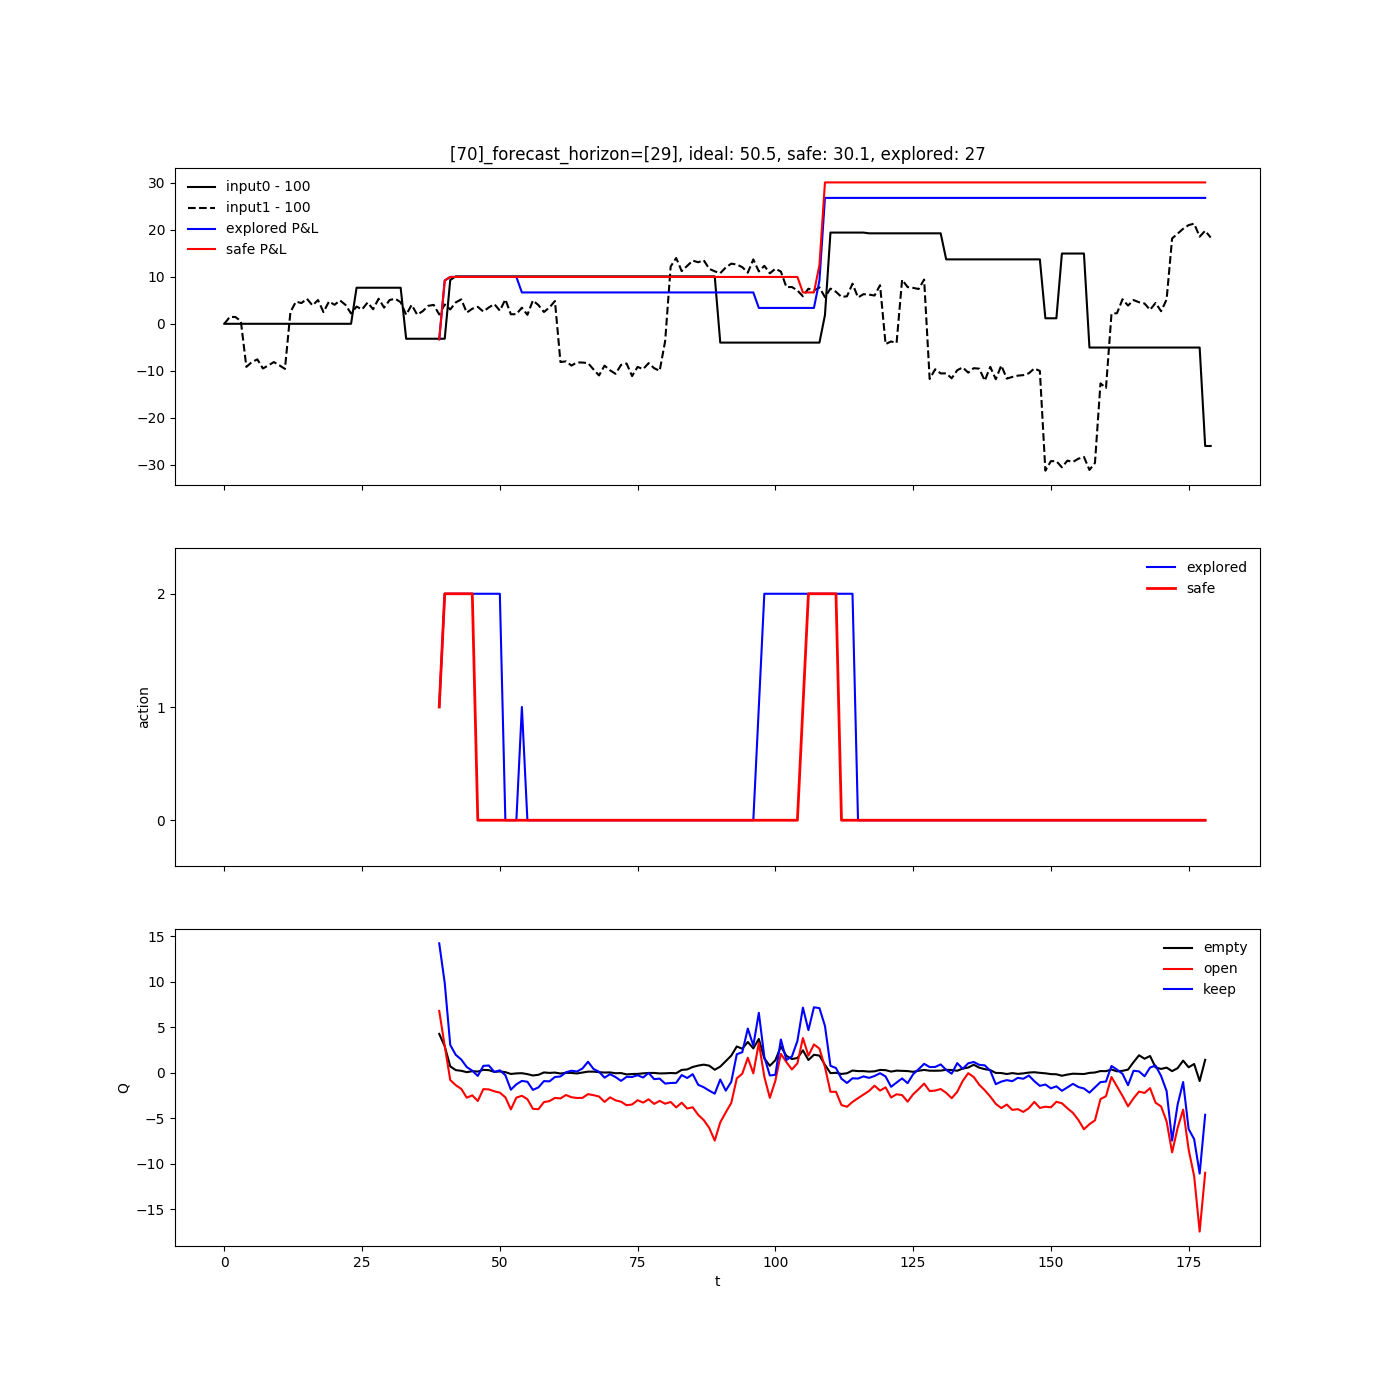 [70]_forecast_horizon=[29], ideal: 50.5, safe: 30.1, explored: 27
30
20
10
0
−10
−20
−30
input0 - 100
input1 - 100
explored P&L
safe P&L
action
2
1
0
explored
safe
Q
15
10
5
0
−5
−10
−15
empty
open
keep
0 25 50 75 100 125 150 175
t